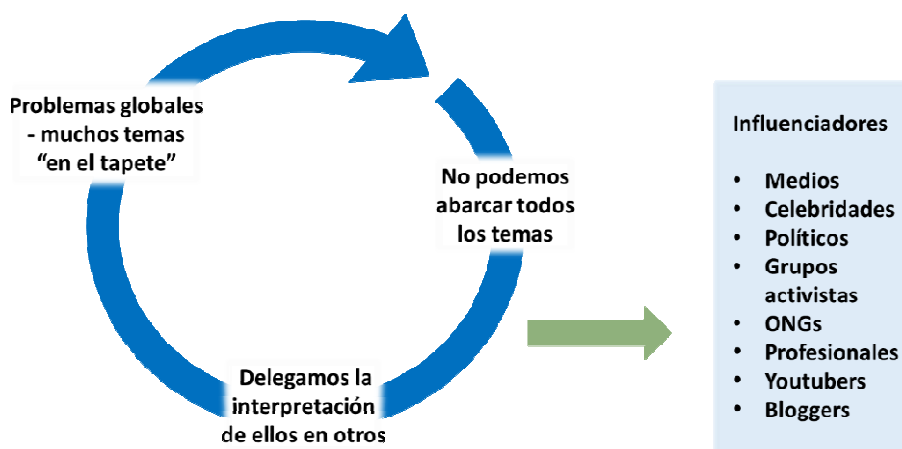 Problemas globales
- muchos temas
“en el tapete”
No podemos
abarcar todos
los temas
Delegamos la
interpretación
de ellos en otros
Influenciadores
• Medios
• Celebridades
• Políticos
• Grupos
activistas
• ONGs
• Profesionales
• Youtubers
• Bloggers